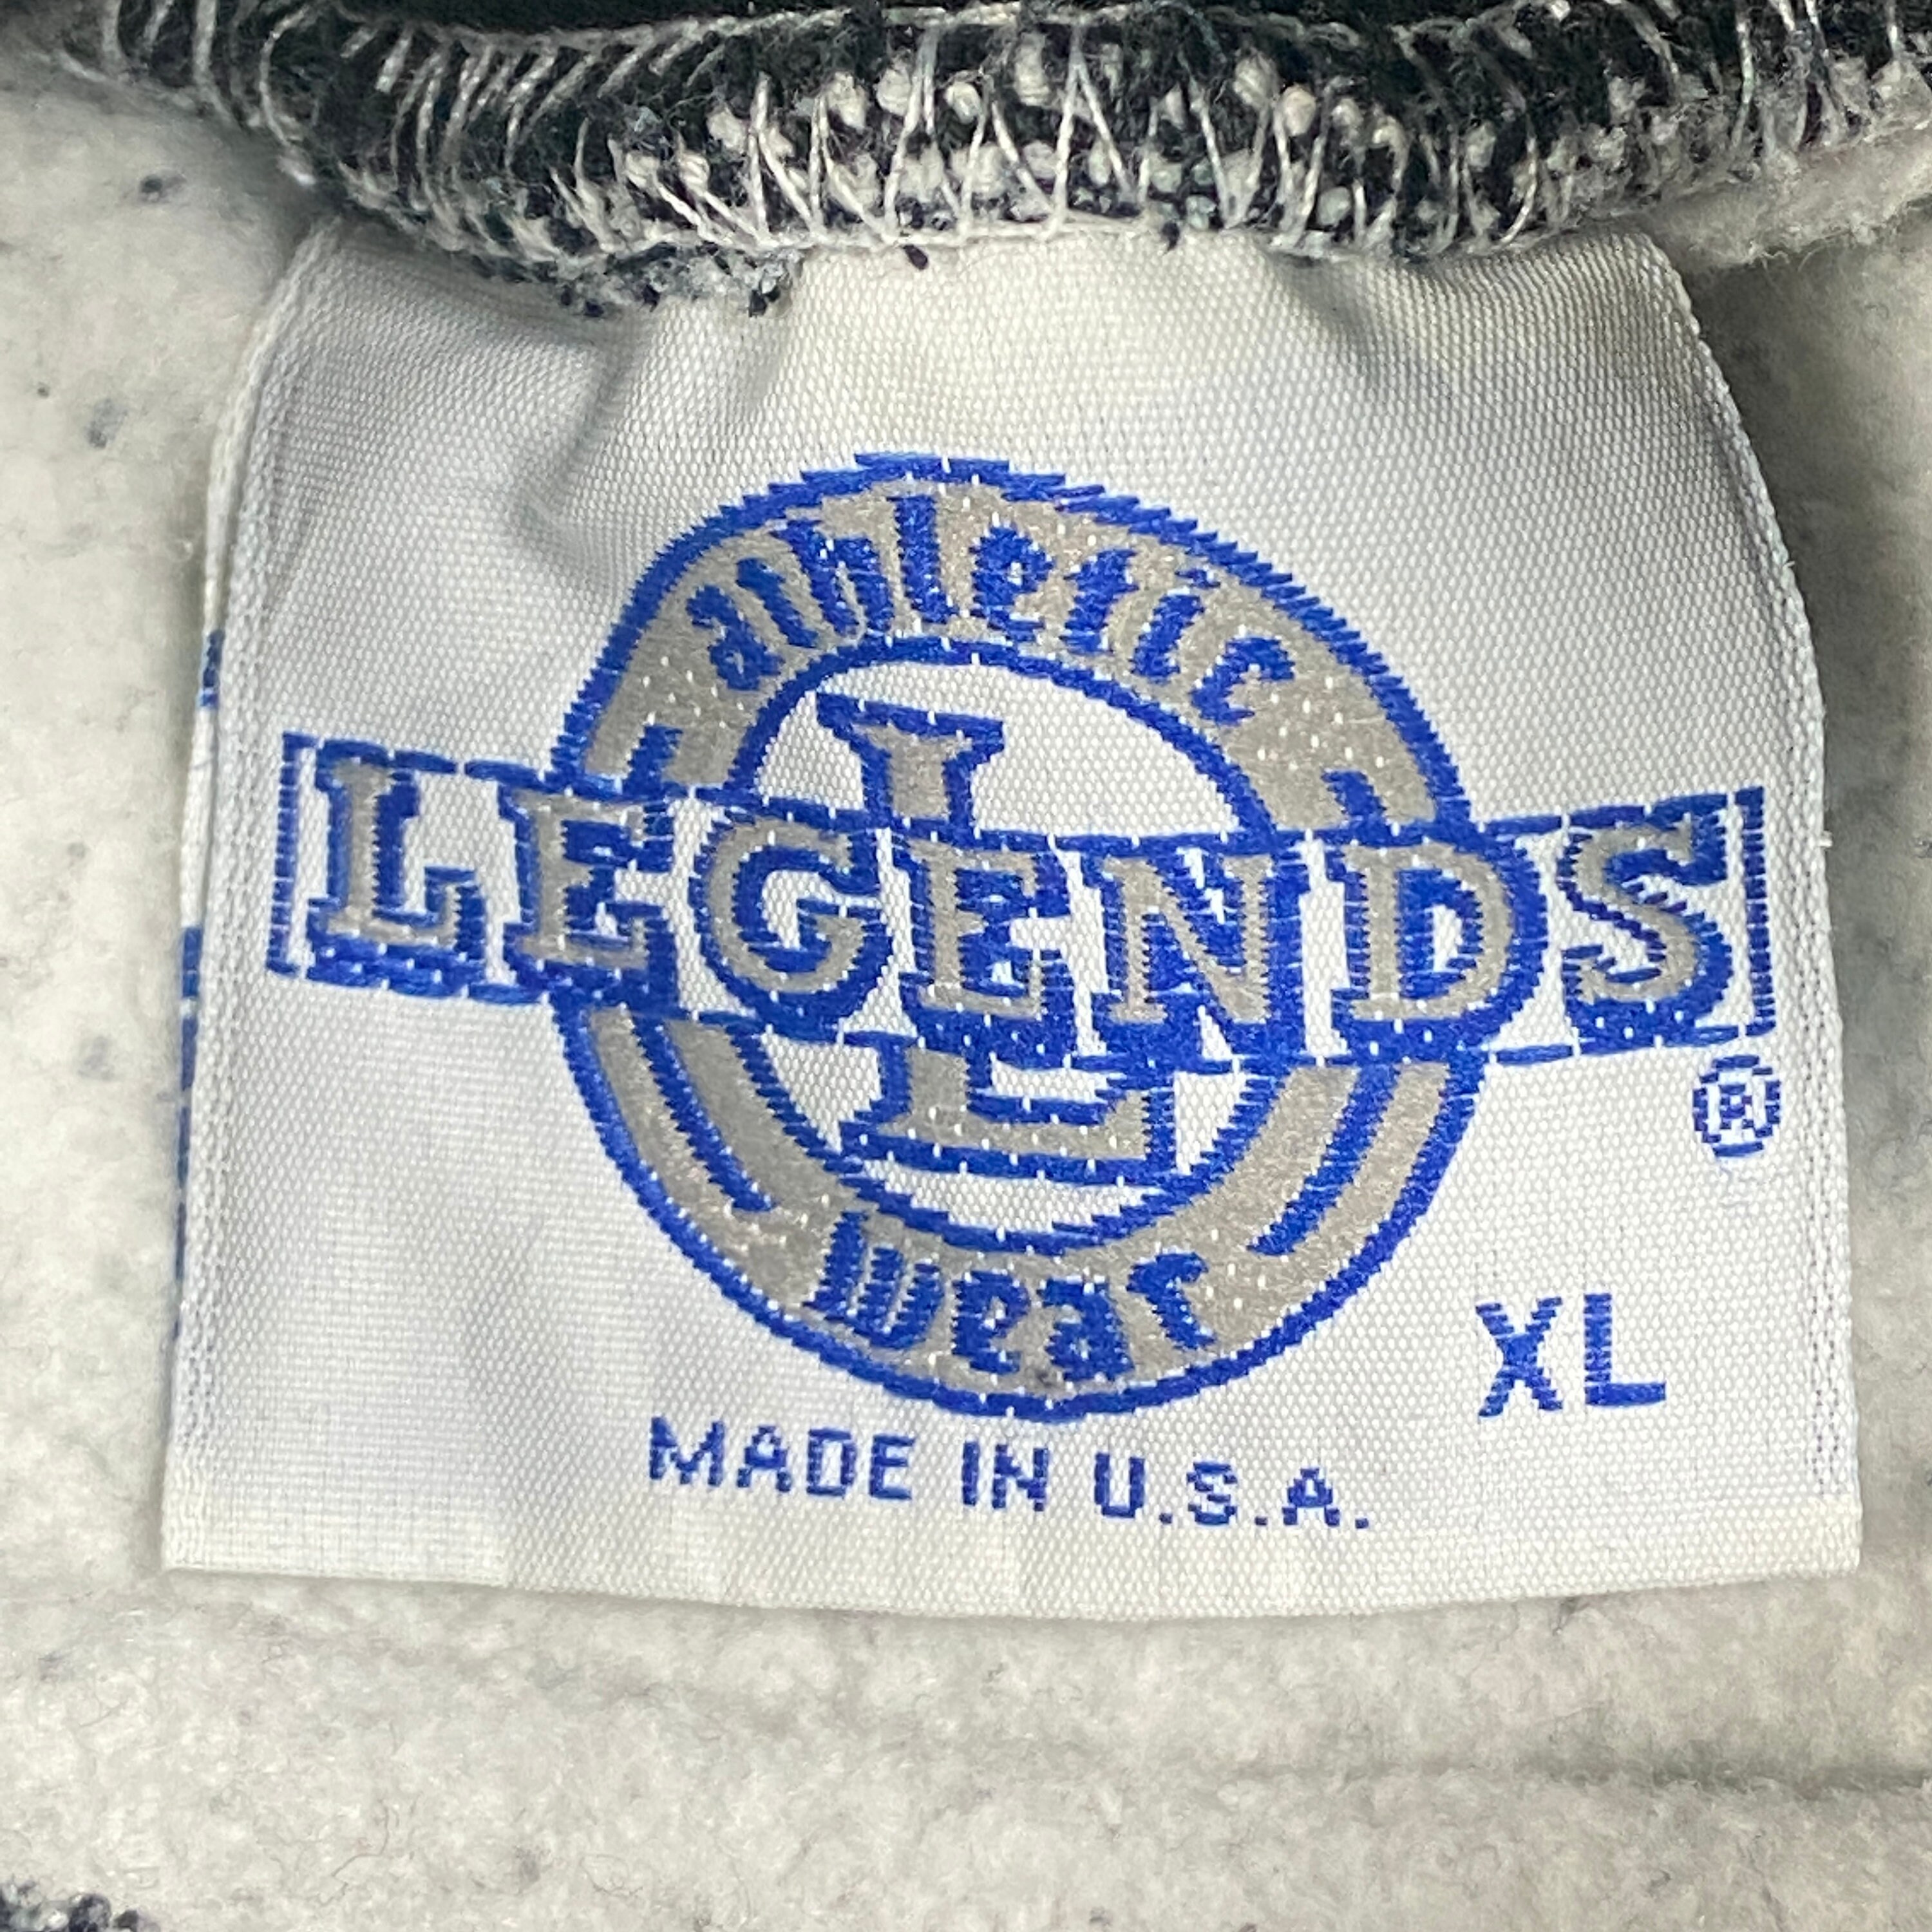 athletic
L
LEGENDS
®
wear
XL
MADE IN U.S.A.